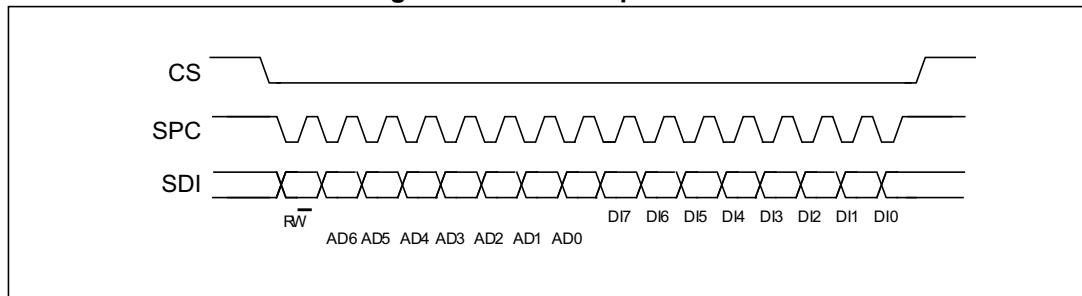 CS
SPC
SDI
RW DI7 DI6 DI5 DI4 DI3 DI2 DI1 DI0
AD6 AD5 AD4 AD3 AD2 AD1 AD0